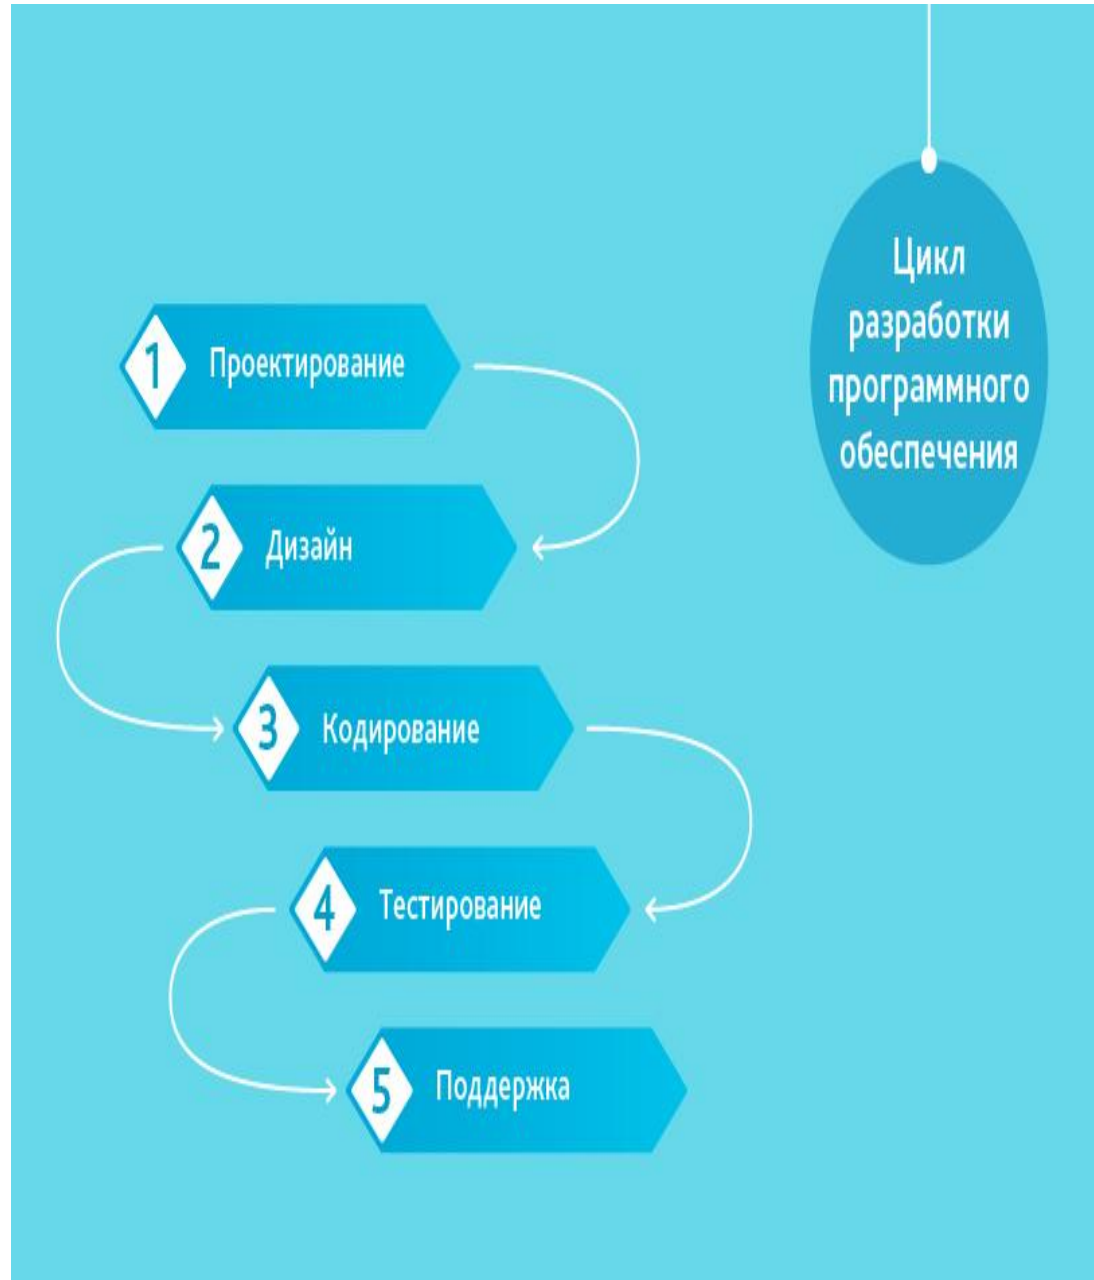 Цикл
разработки
программного
обеспечения
1 Проектирование
2 Дизайн
3 Кодирование
4 Тестирование
5 Поддержка